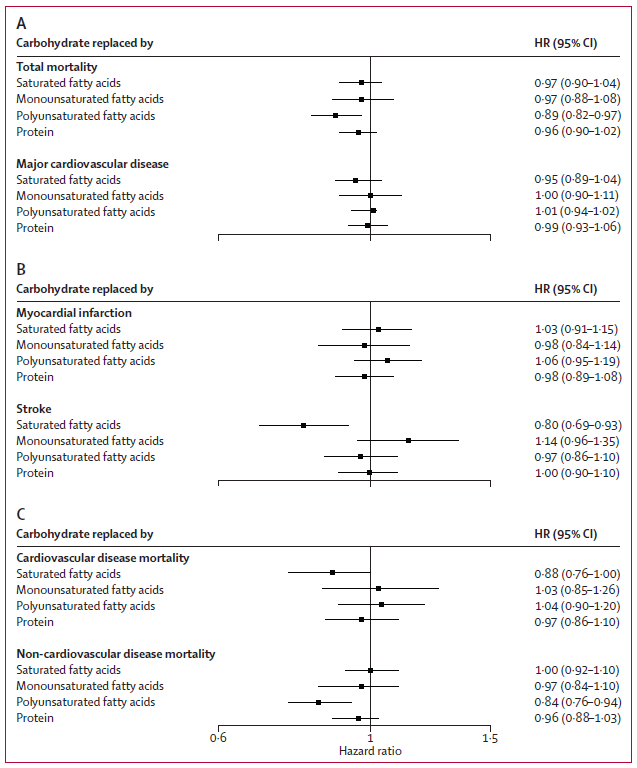 A
Carbohydrate replaced by HR (95% CI)
Total mortality
Saturated fatty acids 0·97 (0·90–1·04)
Monounsaturated fatty acids 0·97 (0·88–1·08)
Polyunsaturated fatty acids 0·89 (0·82–0·97)
Protein 0·96 (0·90–1·02)
Major cardiovascular disease
Saturated fatty acids 0·95 (0·89–1·04)
Monounsaturated fatty acids 1·00 (0·90–1·11)
Polyunsaturated fatty acids 1·01 (0·94–1·02)
Protein 0·99 (0·93–1·06)
B
Carbohydrate replaced by HR (95% CI)
Myocardial infarction
Saturated fatty acids 1·03 (0·91–1·15)
Monounsaturated fatty acids 0·98 (0·84–1·14)
Polyunsaturated fatty acids 1·06 (0·95–1·19)
Protein 0·98 (0·89–1·08)
Stroke
Saturated fatty acids 0·80 (0·69–0·93)
Monounsaturated fatty acids 1·14 (0·96–1·35)
Polyunsaturated fatty acids 0·97 (0·86–1·10)
Protein 1·00 (0·90–1·10)
C
Carbohydrate replaced by HR (95% CI)
Cardiovascular disease mortality
Saturated fatty acids 0·88 (0·76–1·00)
Monounsaturated fatty acids 1·03 (0·85–1·26)
Polyunsaturated fatty acids 1·04 (0·90–1·20)
Protein 0·97 (0·86–1·10)
Non-cardiovascular disease mortality
Saturated fatty acids 1·00 (0·92–1·10)
Monounsaturated fatty acids 0·97 (0·84–1·10)
Polyunsaturated fatty acids 0·84 (0·76–0·94)
Protein 0·96 (0·88–1·03)
0·6 1 1·5
Hazard ratio